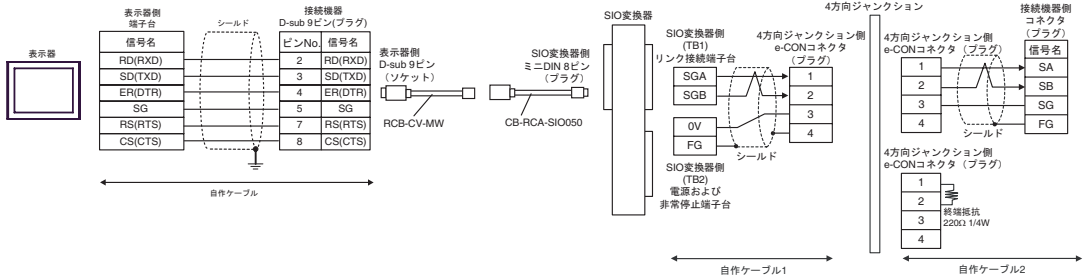 表示器
表示器側
端子台
信号名
RD(RXD)
SD(TXD)
ER(DTR)
SG
RS(RTS)
CS(CTS)
シールド
接続機器
D-sub 9ピン(プラグ)
ピンNo. 信号名
2 RD(RXD)
3 SD(TXD)
4 ER(DTR)
5 SG
7 RS(RTS)
8 CS(CTS)
自作ケーブル
表示器側
D-sub 9ピン
(ソケット)
RCB-CV-MW
SIO変換器側
ミニDIN 8ピン
(プラグ)
CB-RCA-SIO050
SIO変換器
SIO変換器側
(TB1)
リンク接続端子台
SGA
SGB
0V
FG
SIO変換器側
(TB2)
電源および
非常停止端子台
シールド
4方向ジャンクション側
e-CONコネクタ
(プラグ)
1
2
3
4
自作ケーブル1
4方向ジャンクション
4方向ジャンクション側
e-CONコネクタ(プラグ)
1
2
3
4
シールド
接続機器側
コネクタ
(プラグ)
信号名
SA
SB
SG
FG
4方向ジャンクション側
e-CONコネクタ(プラグ)
1
2
3
4
終端抵抗
220Ω 1/4W
自作ケーブル2